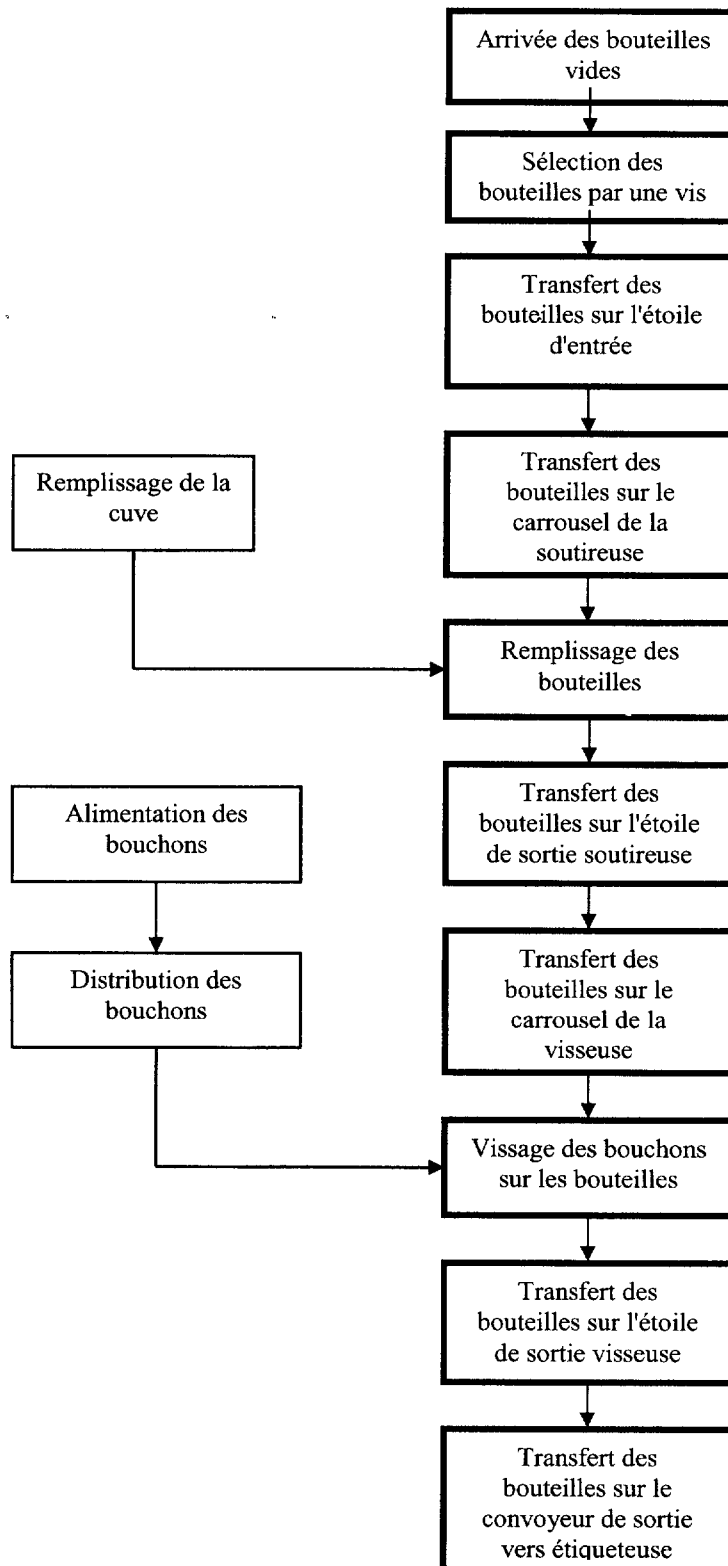 Arrivée des bouteilles
vides
Sélection des
bouteilles par une vis
Transfert des
bouteilles sur l'étoile
d'entrée
Transfert des
bouteilles sur le
carrousel de la
soutireuse
Remplissage de la
cuve
Remplissage des
bouteilles
Transfert des
bouteilles sur l'étoile
de sortie soutireuse
Alimentation des
bouchons
Distribution des
bouchons
Transfert des
bouteilles sur le
carrousel de la
visseuse
Vissage des bouchons
sur les bouteilles
Transfert des
bouteilles sur l'étoile
de sortie visseuse
Transfert des
bouteilles sur le
convoyeur de sortie
vers étiqueteuse